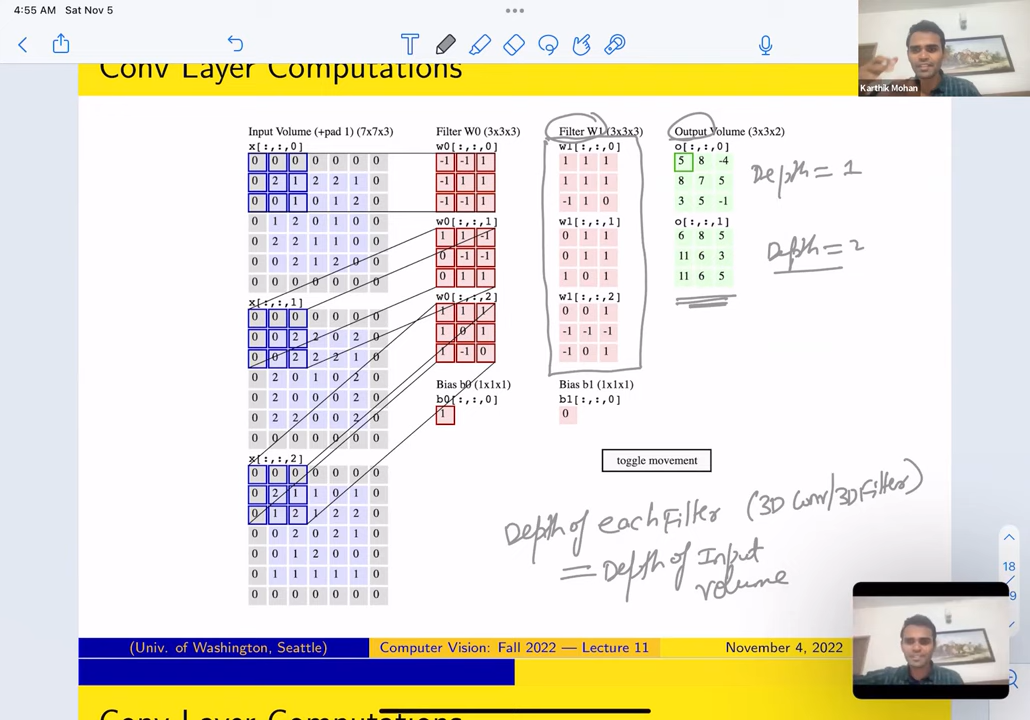 4:55 AM Sat Nov 5
Conv Layer Computations
Karthik Mohan
Input Volume (+pad 1) (7x7x3)
x[:,:,0]
0 0 0 0 0 0 0
0 2 1 2 2 1 0
0 0 1 0 1 2 0
0 1 2 0 1 0 0
0 2 2 1 1 0 0
0 0 2 1 2 0 0
0 0 0 0 0 0 0
x[:,:,1]
0 0 0 0 0 0 0
0 0 2 2 0 2 0
0 0 2 2 2 1 0
0 2 0 1 0 2 0
0 2 0 0 0 2 0
0 2 2 0 0 2 0
0 0 0 0 0 0 0
x[:,:,2]
0 0 0 0 0 0 0
0 2 1 1 0 1 0
0 1 2 1 2 2 0
0 0 2 0 2 1 0
0 0 1 2 0 0 0
0 1 1 1 1 1 0
0 0 0 0 0 0 0
Filter W0 (3x3x3)
w0[:,:,0]
-1 -1 1
-1 1 1
-1 -1 1
w0[:,:,1]
1 1 -1
0 -1 -1
0 1 1
w0[:,:,2]
1 1 1
1 0 1
1 -1 0
Bias b0 (1x1x1)
b0[:,:,0]
1
Filter W1 (3x3x3)
w1[:,:,0]
1 1 1
1 1 1
-1 1 0
w1[:,:,1]
0 1 1
0 1 1
1 0 1
w1[:,:,2]
0 0 1
-1 -1 -1
-1 0 1
Bias b1 (1x1x1)
b1[:,:,0]
0
Output Volume (3x3x2)
o[:,:,0]
5 8 -4
8 7 5
3 5 -1
o[:,:,1]
6 8 5
11 6 3
11 6 5
Depth = 1
Depth = 2
toggle movement
Depth of each Filter (3D Conv/3D Filter)
= Depth of Input
Volume
18
9
(Univ. of Washington, Seattle) Computer Vision: Fall 2022 — Lecture 11 November 4, 2022
Conv Layer Computations